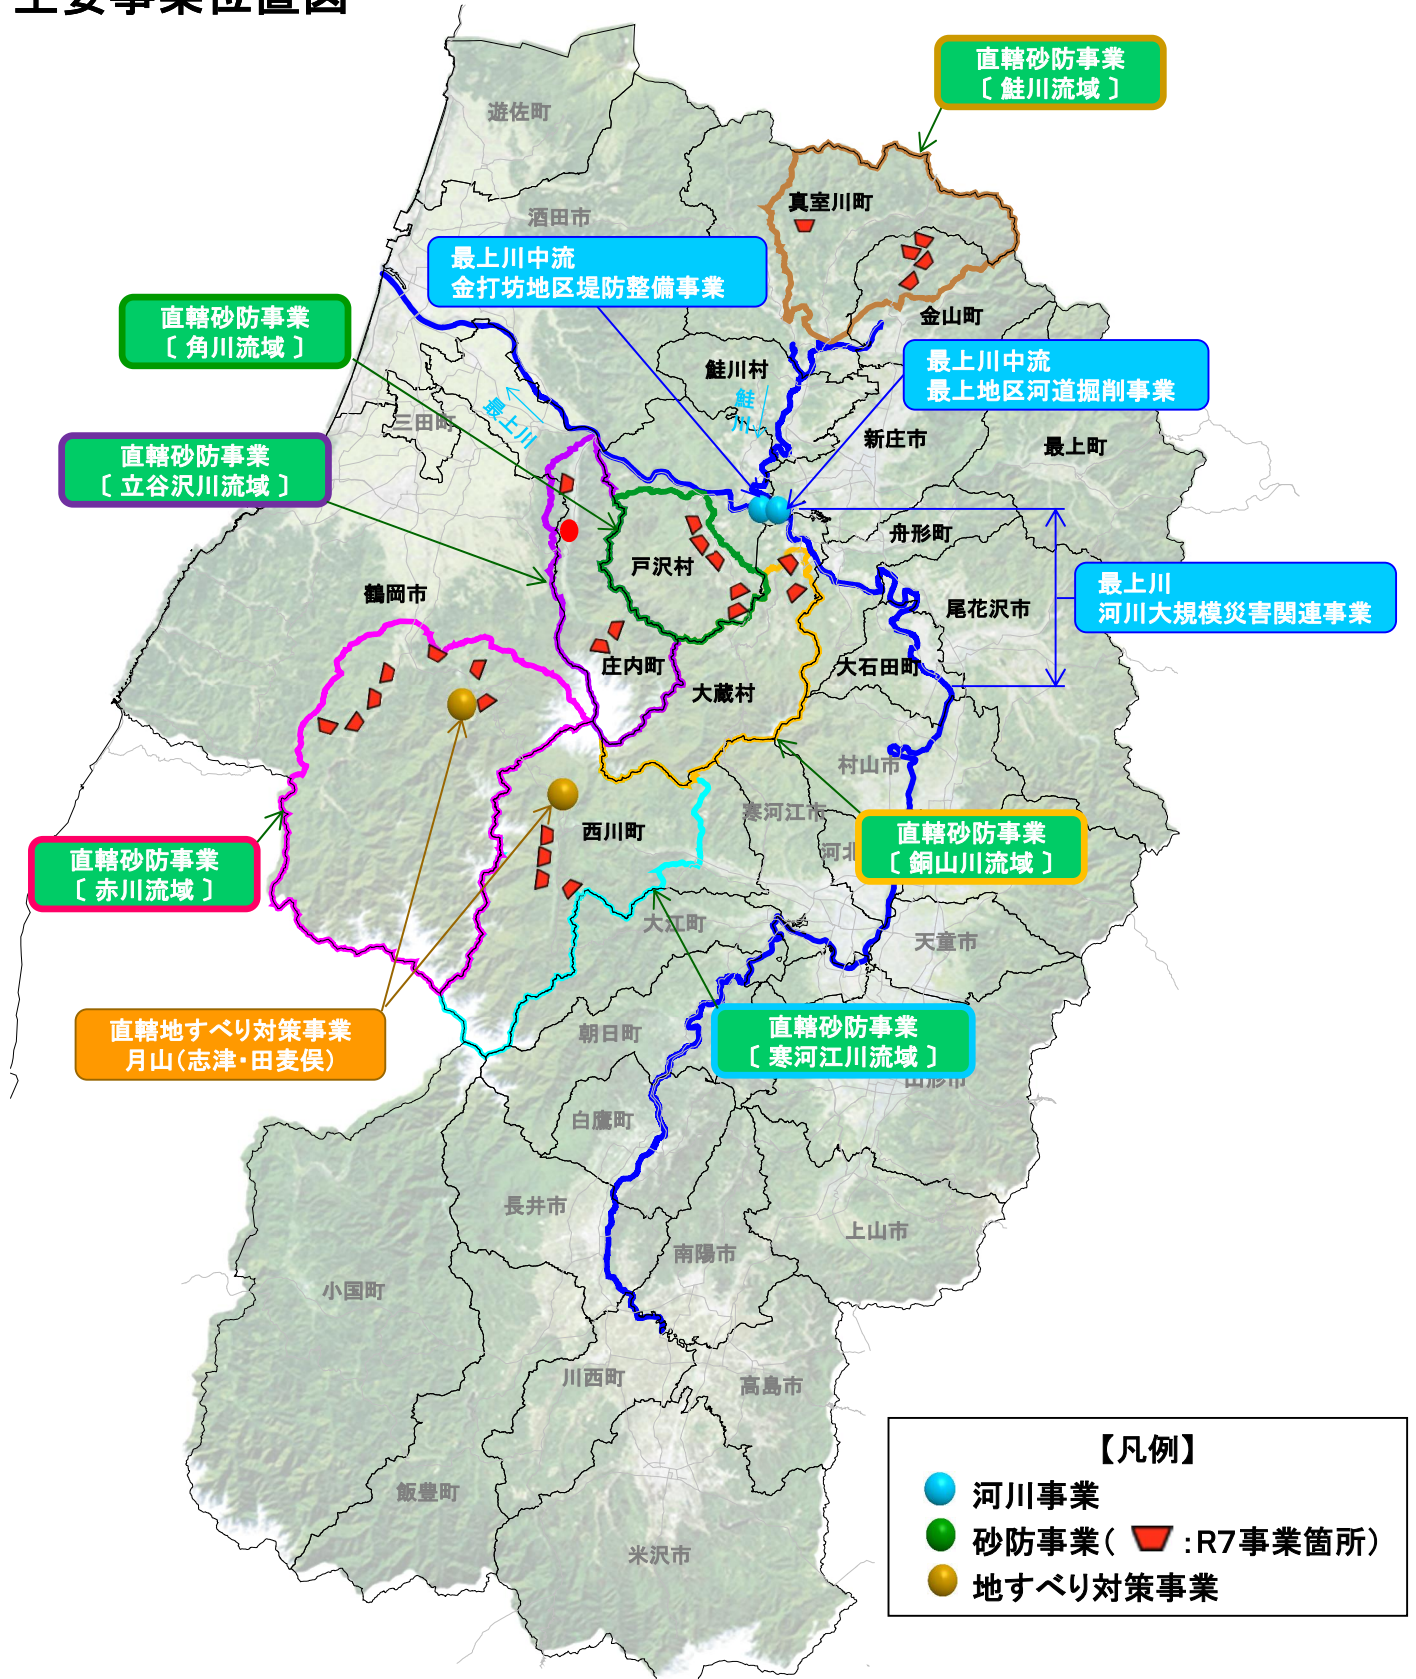 主要事業位置図
直轄砂防事業
〔 鮭川流域 〕
遊佐町
真室川町
酒田市
最上川中流
金打坊地区堤防整備事業
直轄砂防事業
〔 角川流域 〕
金山町
鮭川村
最上川中流
最上地区河道掘削事業
鮭川
最上川
三田町
新庄市
最上町
直轄砂防事業
〔 立谷沢川流域 〕
舟形町
戸沢村
鶴岡市
最上川
河川大規模災害関連事業
尾花沢市
庄内町
大石田町
大蔵村
村山市
寒河江市
西川町
直轄砂防事業
〔 銅山川流域 〕
河北
直轄砂防事業
〔 赤川流域 〕
大江町
天童市
直轄地すべり対策事業
月山(志津・田麦俣)
朝日町
直轄砂防事業
〔 寒河江川流域 〕
山形市
白鷹町
長井市
上山市
南陽市
小国町
川西町
高島市
飯豊町
米沢市
【凡例】
河川事業
砂防事業( :R7事業箇所)
地すべり対策事業